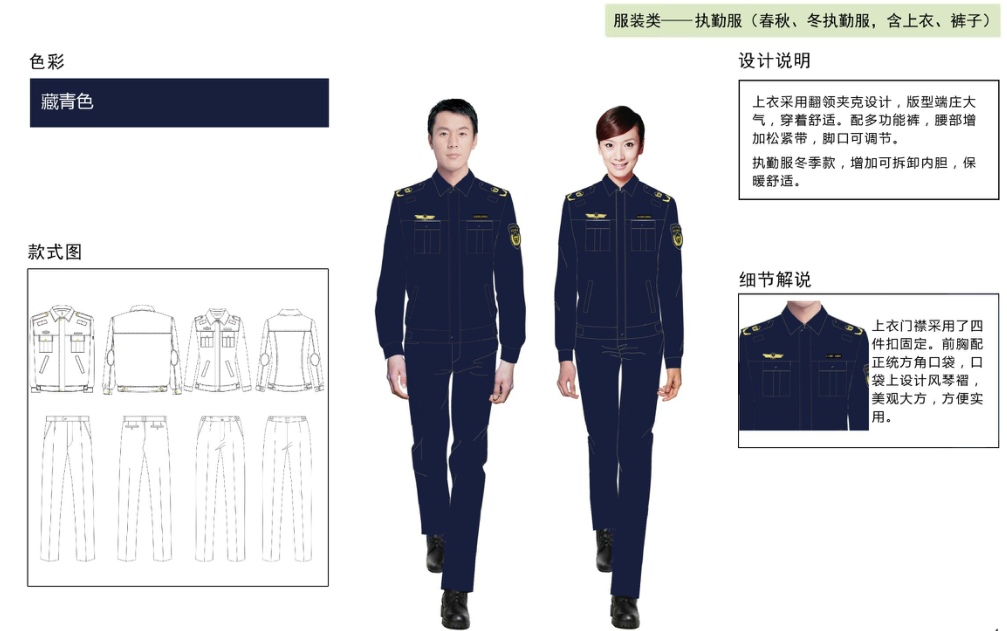 服装类——执勤服（春秋、冬执勤服，含上衣、裤子）
色彩
藏青色
设计说明
上衣采用翻领夹克设计，版型端庄大
气，穿着舒适。配多功能裤，腰部增
加松紧带，脚口可调节。
执勤服冬季款，增加可拆卸内胆，保
暖舒适。
款式图
细节解说
上衣门襟采用了四
件扣固定。前胸配
正统方角口袋，口
袋上设计风琴褶，
美观大方，方便实
用。